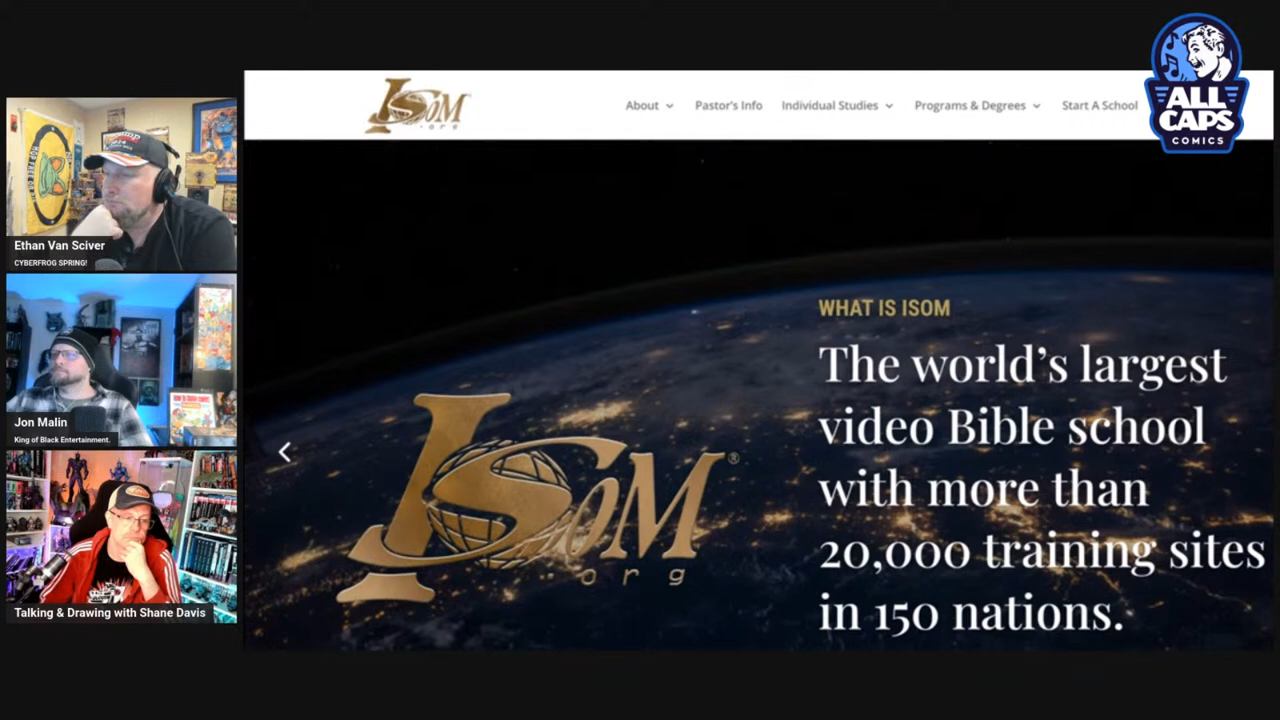 ISOM
.org
About
Pastor's Info
Individual Studies
Programs & Degrees
Start A School
ALL
CAPS
COMICS
Ethan Van Sciver
CYBERFROG SPRING!
Jon Malin
King of Black Entertainment.
Talking & Drawing with Shane Davis
ISOM®
.org
WHAT IS ISOM
The world's largest
video Bible school
with more than
20,000 training sites
in 150 nations.